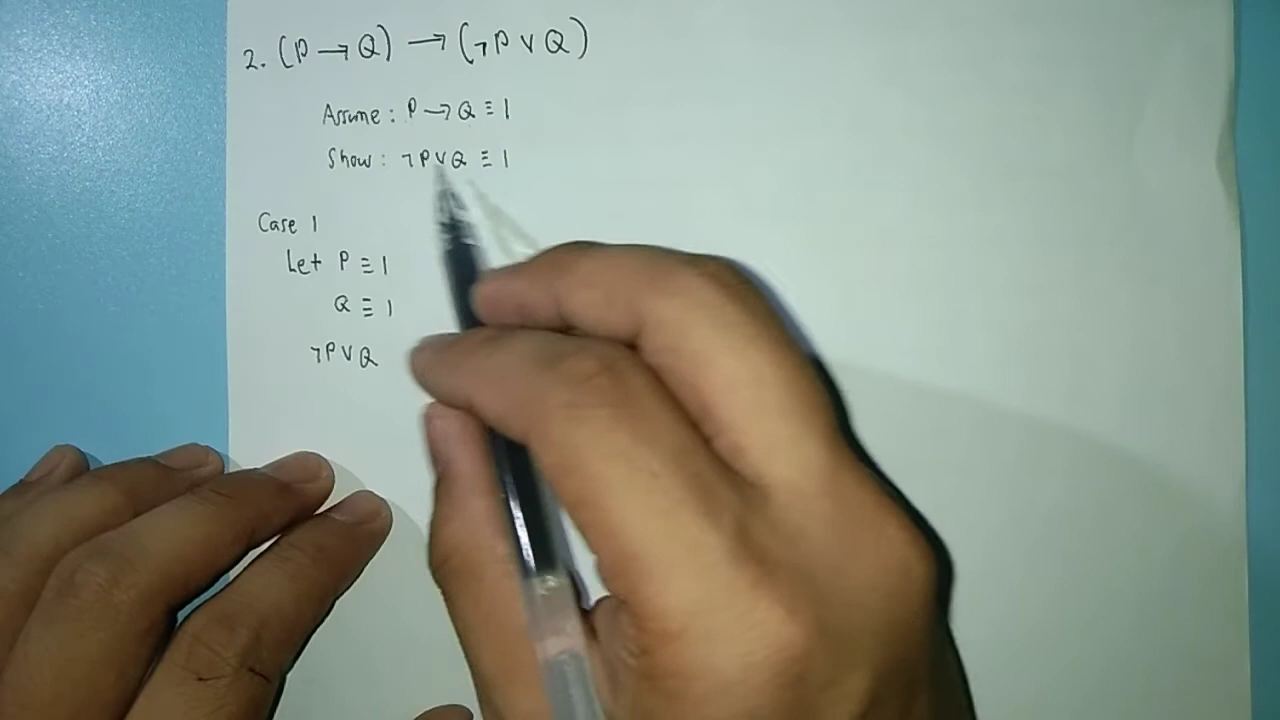 2. (P → Q) → (¬P ∨ Q)
Assume: P → Q ≡ 1
Show: ¬P ∨ Q ≡ 1
Case 1
Let P ≡ 1
Q ≡ 1
¬P ∨ Q